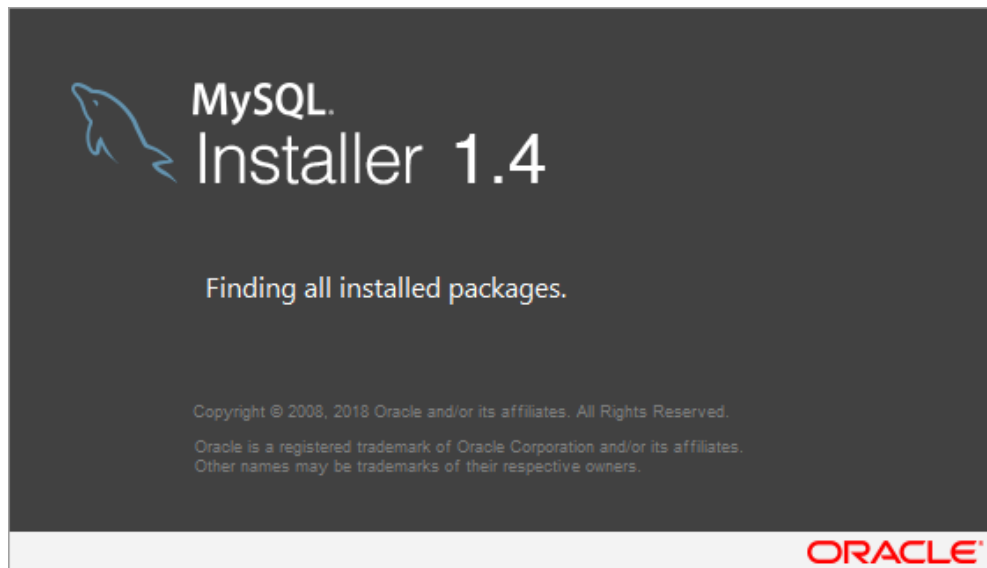 MySQL.
Installer 1.4
Finding all installed packages.
Copyright © 2008, 2018 Oracle and/or its affiliates. All Rights Reserved.
Oracle is a registered trademark of Oracle Corporation and/or its affiliates.
Other names may be trademarks of their respective owners.
ORACLE